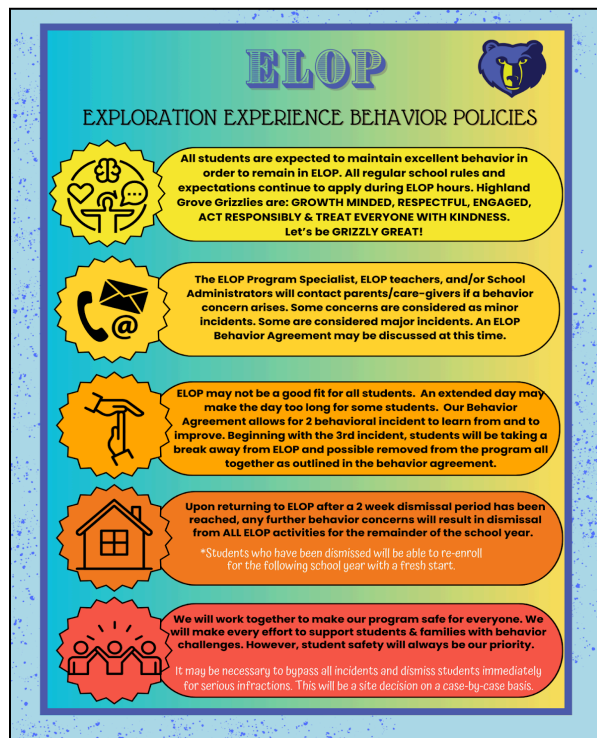 ELOP
EXPLORATION EXPERIENCE BEHAVIOR POLICIES
All students are expected to maintain excellent behavior in
order to remain in ELOP. All regular school rules and
expectations continue to apply during ELOP hours. Highland
Grove Grizzlies are: GROWTH MINDED, RESPECTFUL, ENGAGED,
ACT RESPONSIBLY & TREAT EVERYONE WITH KINDNESS.
Let's be GRIZZLY GREAT!
The ELOP Program Specialist, ELOP teachers, and/or School
Administrators will contact parents/care-givers if a behavior
concern arises. Some concerns are considered as minor
incidents. Some are considered major incidents. An ELOP
Behavior Agreement may be discussed at this time.
@
ELOP may not be a good fit for all students. An extended day may
make the day too long for some students. Our Behavior
Agreement allows for 2 behavioral incident to learn from and to
improve. Beginning with the 3rd incident, students will be taking a
break away from ELOP and possible removed from the program all
together as outlined in the behavior agreement.
Upon returning to ELOP after a 2 week dismissal period has been
reached, any further behavior concerns will result in dismissal
from ALL ELOP activities for the remainder of the school year.
*Students who have been dismissed will be able to re-enroll
for the following school year with a fresh start.
We will work together to make our program safe for everyone. We
will make every effort to support students & families with behavior
challenges. However, student safety will always be our priority.
It may be necessary to bypass all incidents and dismiss students immediately
for serious infractions. This will be a site decision on a case-by-case basis.